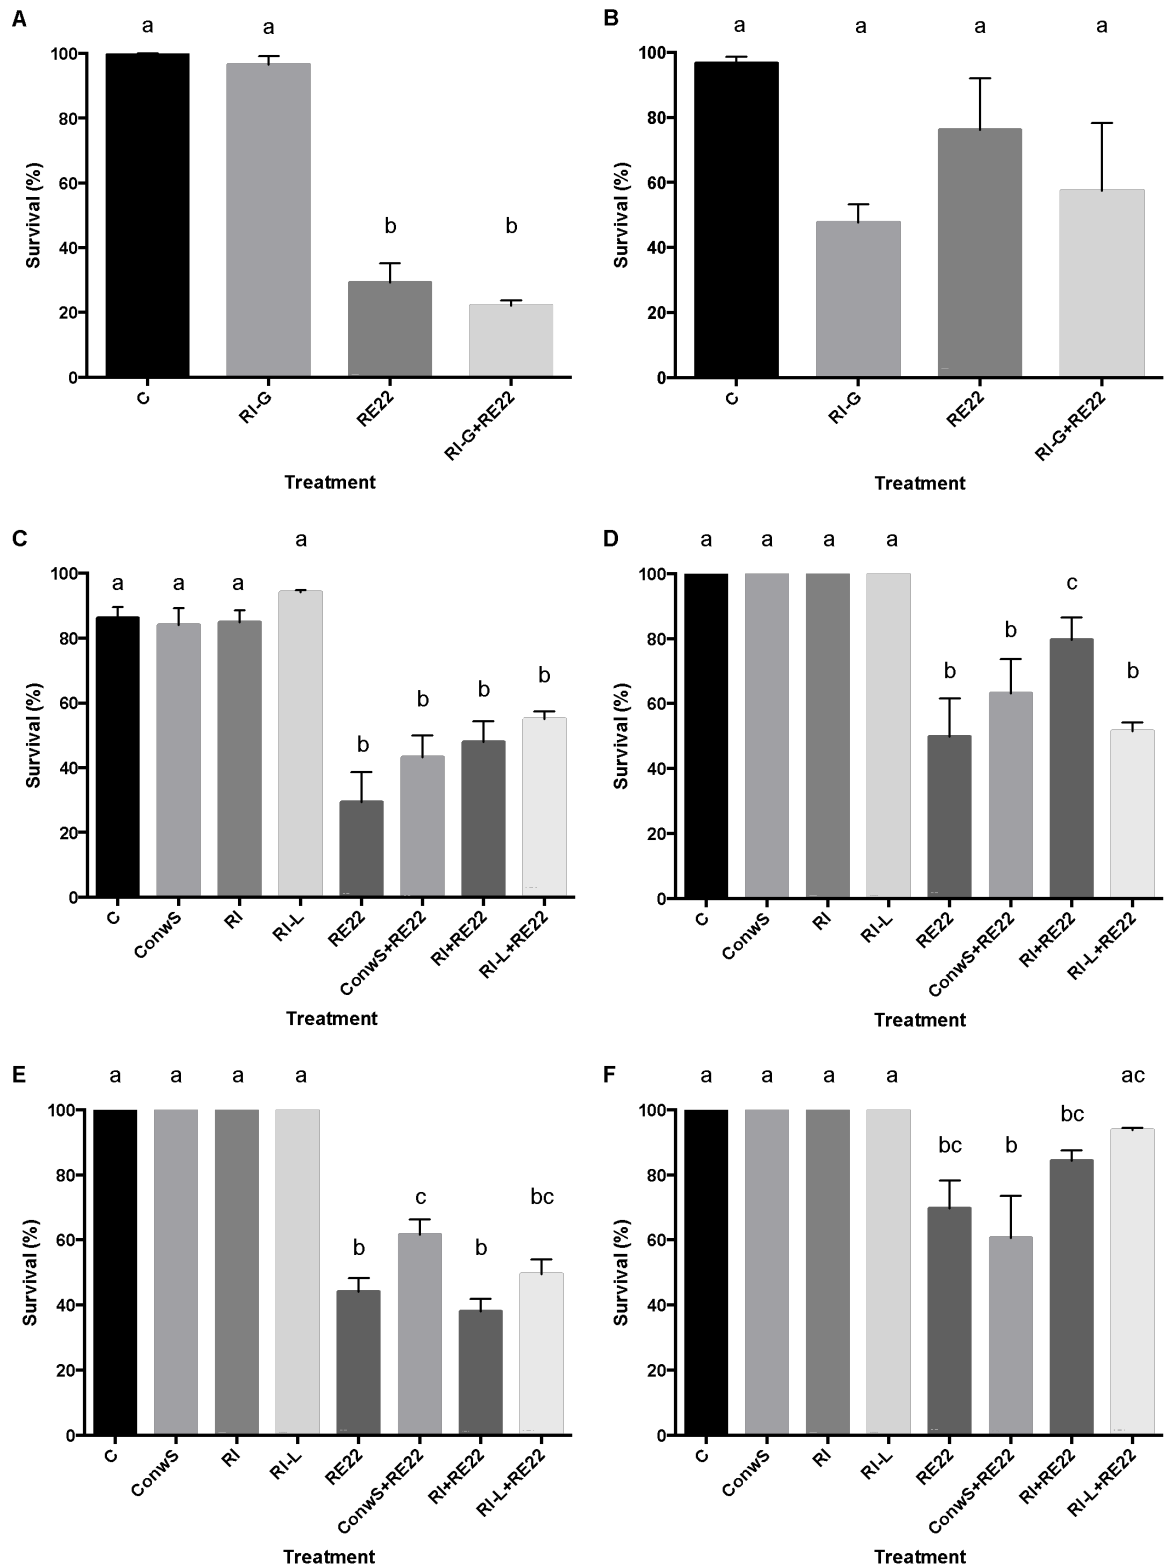 A
a a
b b
Survival (%)
100
80
60
40
20
0
C RI-G RE22 RI-G+RE22
Treatment
B
a a a a
Survival (%)
100
80
60
40
20
0
C RI-G RE22 RI-G+RE22
Treatment
C
a
a a a
b b b b
Survival (%)
100
80
60
40
20
0
C ConwS RI RI-L RE22 ConwS+RE22 RI+RE22 RI-L+RE22
Treatment
D
a a a a
b b c b
Survival (%)
100
80
60
40
20
0
C ConwS RI RI-L RE22 ConwS+RE22 RI+RE22 RI-L+RE22
Treatment
E
a a a a
b c b bc
Survival (%)
100
80
60
40
20
0
C ConwS RI RI-L RE22 ConwS+RE22 RI+RE22 RI-L+RE22
Treatment
F
a a a a ac
bc b bc
Survival (%)
100
80
60
40
20
0
C ConwS RI RI-L RE22 ConwS+RE22 RI+RE22 RI-L+RE22
Treatment